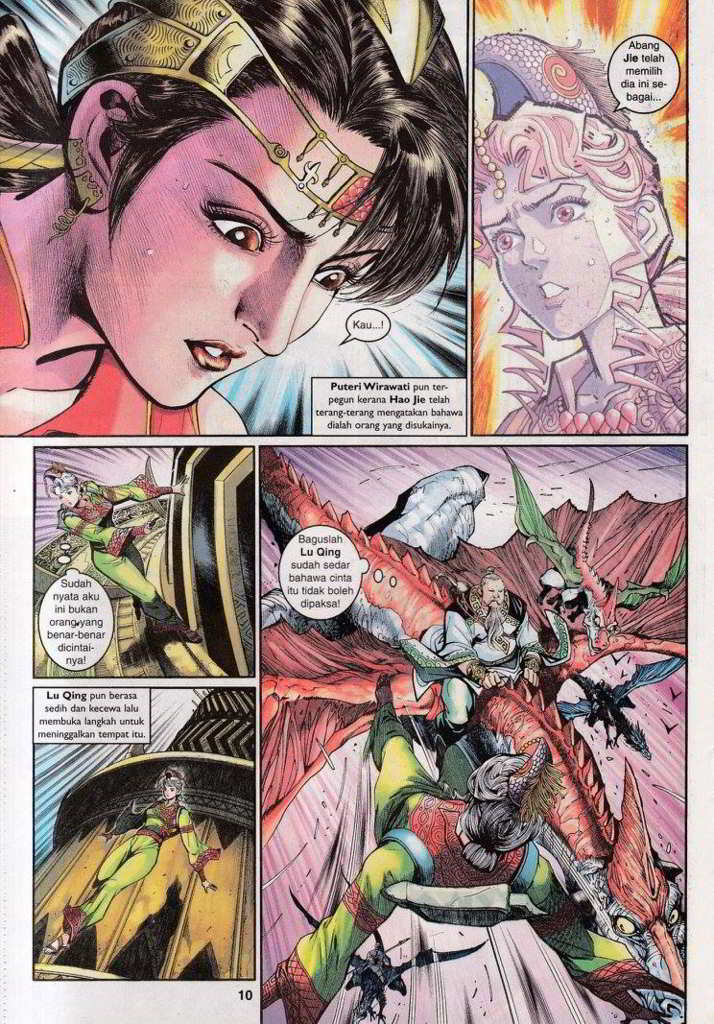 Kau...!
Puteri Wirawati pun ter-
pegun kerana Hao Jie telah
terang-terang mengatakan bahawa
dialah orang yang disukainya.
Abang
Jie telah
memilih
dia ini se-
bagai...
Sudah
nyata aku
ini bukan
orang yang
benar-benar
dicintai-
nya!
Baguslah
Lu Qing
sudah sedar
bahawa cinta
itu tidak boleh
dipaksa!
Lu Qing pun berasa
sedih dan kecewa lalu
membuka langkah untuk
meninggalkan tempat itu.
10